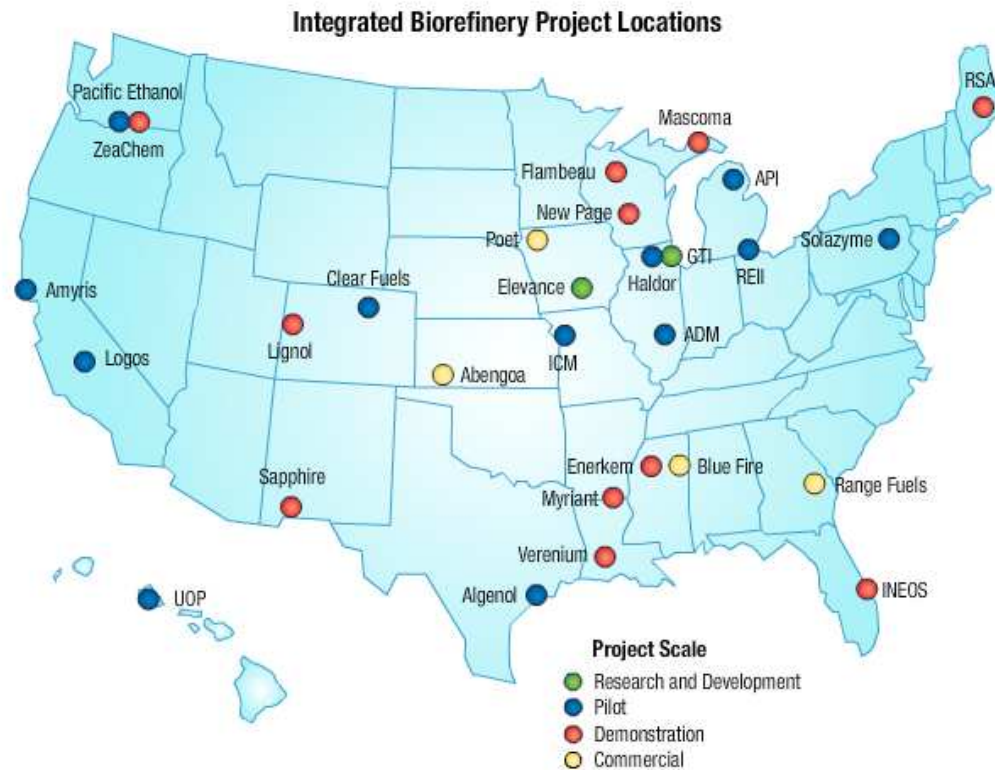 Integrated Biorefinery Project Locations
RSA
Pacific Ethanol
Mascoma
ZeaChem
Flambeau
API
New Page
Poet
Solazyme
GTI
Clear Fuels
Elevance
Haldor
REII
Amyris
Lignol
ADM
Logos
ICM
Abengoa
Enerkem
Blue Fire
Sapphire
Range Fuels
Myriant
Verenium
UOP
Algenol
INEOS
Project Scale
Research and Development
Pilot
Demonstration
Commercial